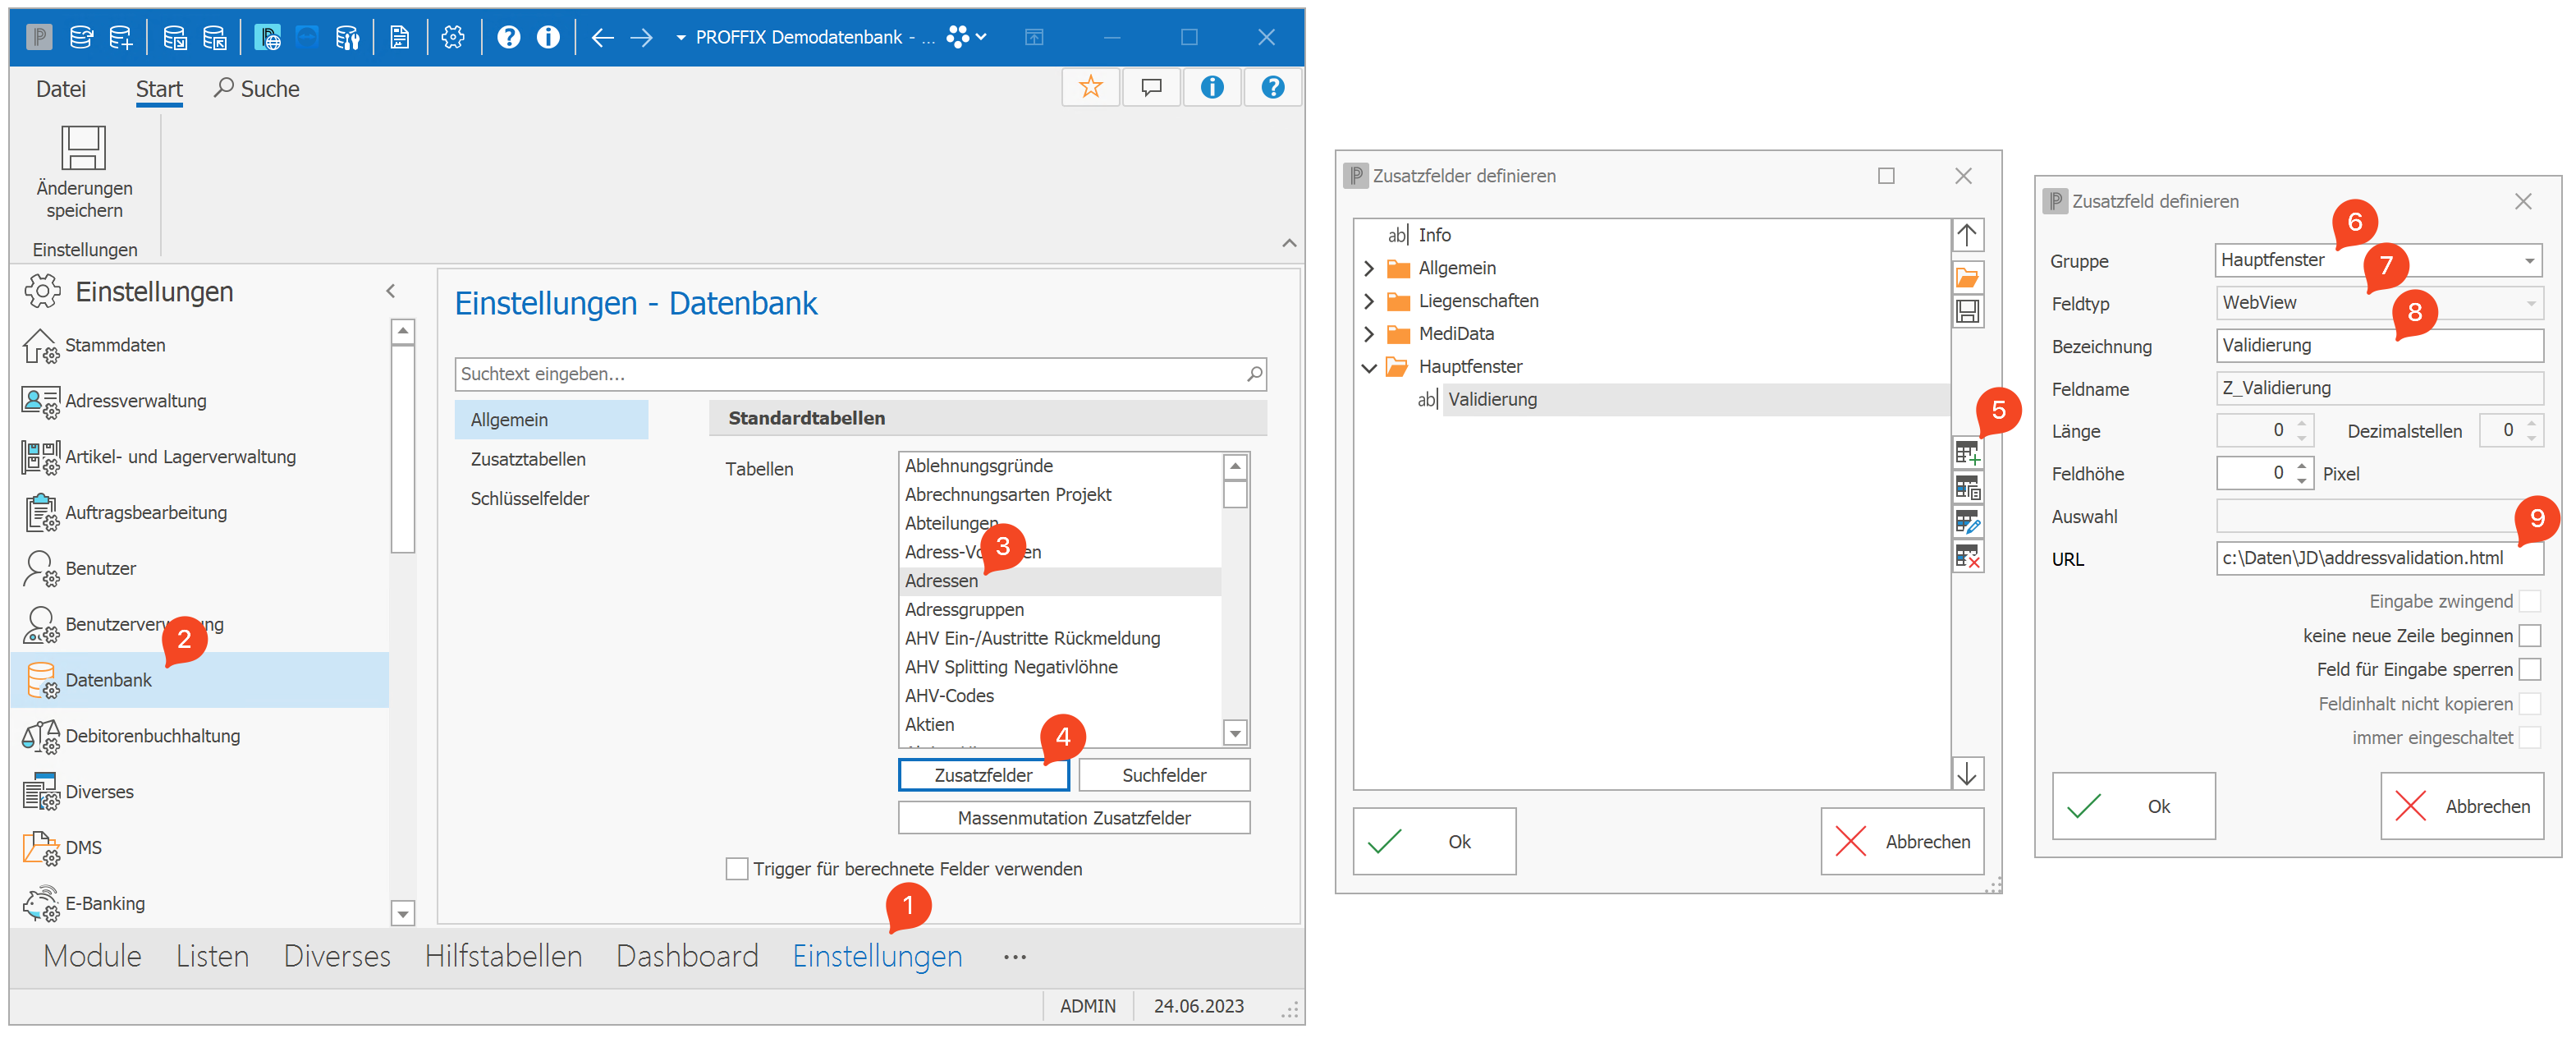 PROFFIX Demodatenbank - ...
Datei
Start
Suche
Änderungen
speichern
Einstellungen
Einstellungen
Stammdaten
Adressverwaltung
Artikel- und Lagerverwaltung
Auftragsbearbeitung
Benutzer
2
Datenbank
Debitorenbuchhaltung
Diverses
DMS
E-Banking
Einstellungen - Datenbank
Suchtext eingeben...
Allgemein
Zusatztabellen
Schlüsselfelder
Standardtabellen
Tabellen
Ablehnungsgründe
Abrechnungsarten Projekt
Abteilungen
3
Adressen
Adressgruppen
AHV Ein-/Austritte Rückmeldung
AHV Splitting Negativlöhne
AHV-Codes
Aktien
4
Zusatzfelder
Suchfelder
Massenmutation Zusatzfelder
Trigger für berechnete Felder verwenden
1
Module
Listen
Diverses
Hilfstabellen
Dashboard
Einstellungen
...
ADMIN
24.06.2023
Zusatzfelder definieren
ab| Info
Allgemein
Liegenschaften
MediData
Hauptfenster
ab| Validierung
5
Ok
Abbrechen
Zusatzfeld definieren
6
Gruppe
Hauptfenster
7
Feldtyp
WebView
8
Bezeichnung
Validierung
Feldname
Z_Validierung
Länge
0
Dezimalstellen
0
Feldhöhe
0
Pixel
Auswahl
9
URL
c:\Daten\JD\addressvalidation.html
Eingabe zwingend
keine neue Zeile beginnen
Feld für Eingabe sperren
Feldinhalt nicht kopieren
immer eingeschaltet
Ok
Abbrechen